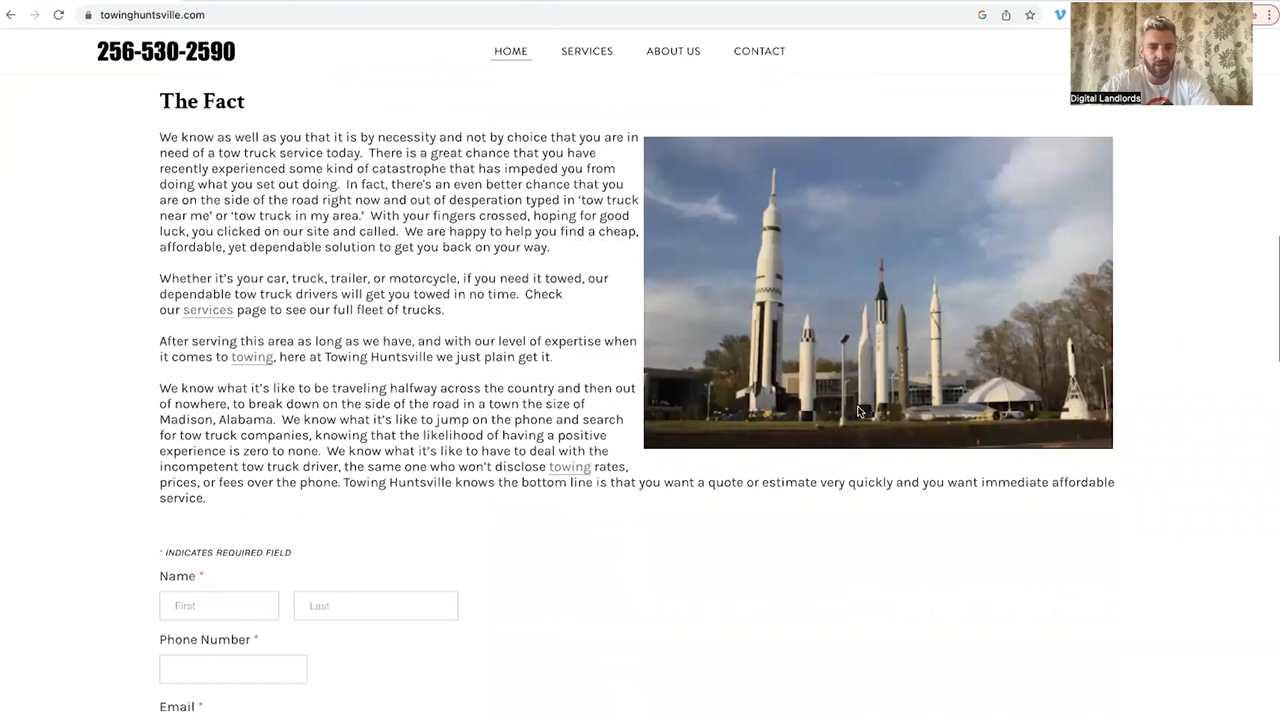 towinghuntsville.com
256-530-2590
HOME
SERVICES
ABOUT US
CONTACT
Digital Landlords
The Fact
We know as well as you that it is by necessity and not by choice that you are in
need of a tow truck service today.  There is a great chance that you have
recently experienced some kind of catastrophe that has impeded you from
doing what you set out doing.  In fact, there's an even better chance that you
are on the side of the road right now and out of desperation typed in ‘tow truck
near me’ or ‘tow truck in my area.’  With your fingers crossed, hoping for good
luck, you clicked on our site and called.  We are happy to help you find a cheap,
affordable, yet dependable solution to get you back on your way.
Whether it’s your car, truck, trailer, or motorcycle, if you need it towed, our
dependable tow truck drivers will get you towed in no time.  Check
our services page to see our full fleet of trucks.
After serving this area as long as we have, and with our level of expertise when
it comes to towing, here at Towing Huntsville we just plain get it.
We know what it’s like to be traveling halfway across the country and then out
of nowhere, to break down on the side of the road in a town the size of
Madison, Alabama.  We know what it’s like to jump on the phone and search
for tow truck companies, knowing that the likelihood of having a positive
experience is zero to none.  We know what it’s like to have to deal with the
incompetent tow truck driver, the same one who won’t disclose towing rates,
prices, or fees over the phone. Towing Huntsville knows the bottom line is that you want a quote or estimate very quickly and you want immediate affordable
service.
* INDICATES REQUIRED FIELD
Name *
First
Last
Phone Number *
Email *